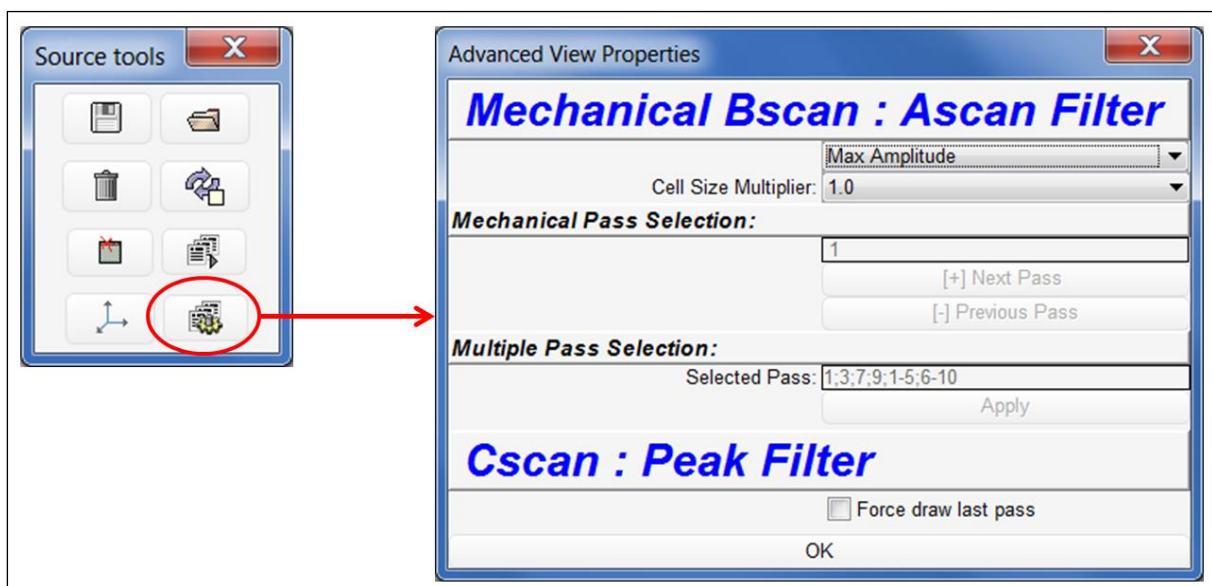 Source tools
Advanced View Properties
Mechanical Bscan : Ascan Filter
Max Amplitude
Cell Size Multiplier: 1.0
Mechanical Pass Selection:
1
[+] Next Pass
[-] Previous Pass
Multiple Pass Selection:
Selected Pass: 1;3;7;9;1-5;6-10
Apply
Cscan : Peak Filter
Force draw last pass
OK